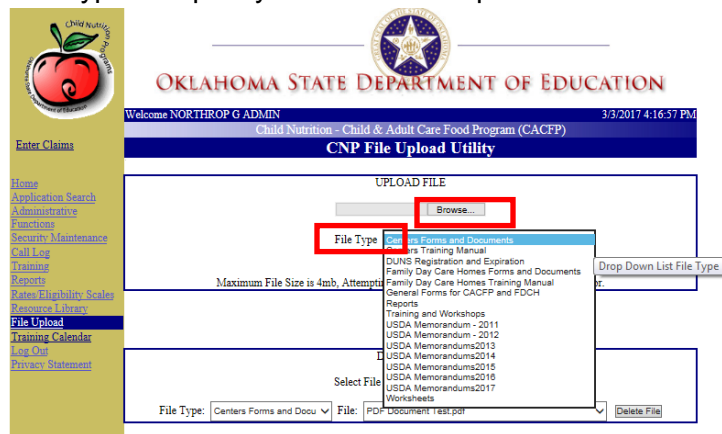 Child Nutrition Programs
Oklahoma State Department of Education
Welcome NORTHROP G ADMIN 3/3/2017 4:16:57 PM
Child Nutrition - Child & Adult Care Food Program (CACFP)
CNP File Upload Utility
Enter Claims
Home
Application Search
Administrative
Functions
Security Maintenance
Call Log
Training
Reports
Rates/Eligibility Scales
Resource Library
File Upload
Training Calendar
Log Out
Privacy Statement
UPLOAD FILE
Browse...
File Type
Centers Forms and Documents
Centers Training Manual
DUNS Registration and Expiration
Family Day Care Homes Forms and Documents
Family Day Care Homes Training Manual
General Forms for CACFP and FDCH
Reports
Training and Workshops
USDA Memorandum - 2011
USDA Memorandum - 2012
USDA Memorandums2013
USDA Memorandums2014
USDA Memorandums2015
USDA Memorandums2016
USDA Memorandums2017
Worksheets
Drop Down List File Type
Maximum File Size is 4mb,
Select File
File Type: Centers Forms and Docu File: PDF Document Test.pdf Delete File